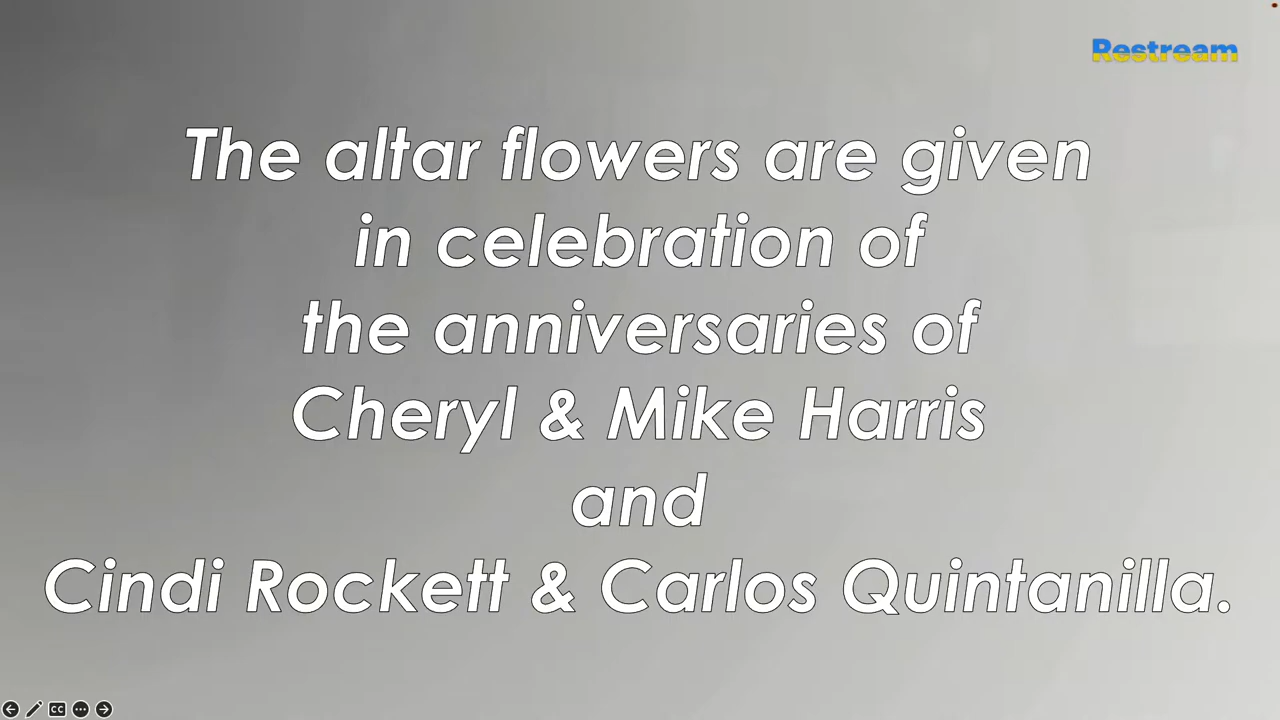 Restream
The altar flowers are given
in celebration of
the anniversaries of
Cheryl & Mike Harris
and
Cindi Rockett & Carlos Quintanilla.
CC